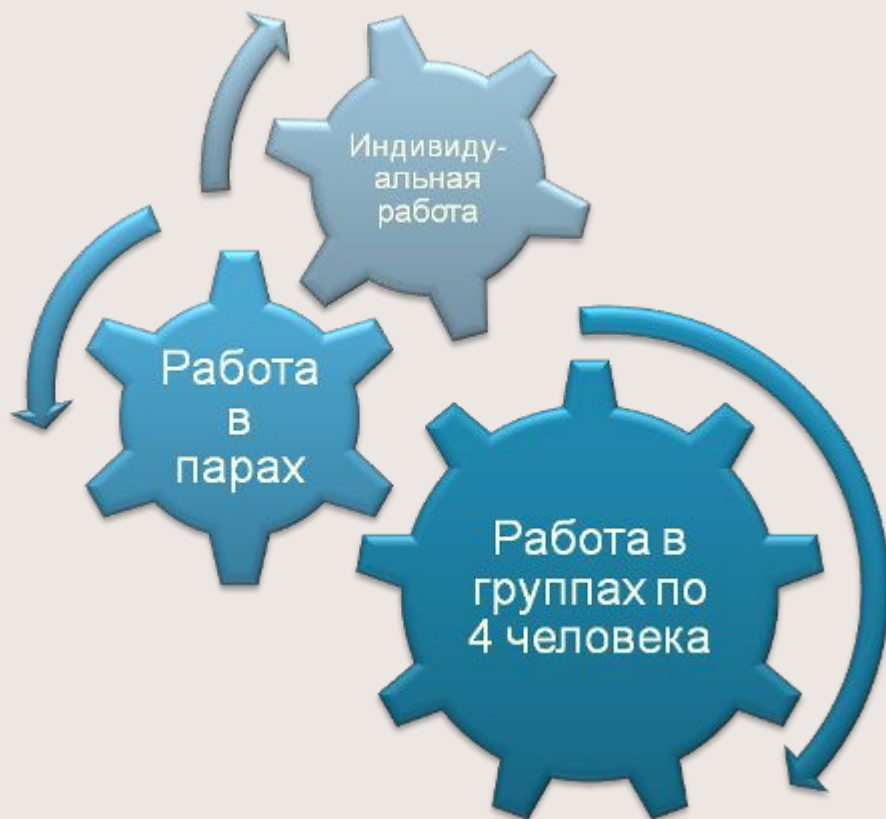 Индивиду-
альная
работа
Работа
в
парах
Работа в
группах по
4 человека